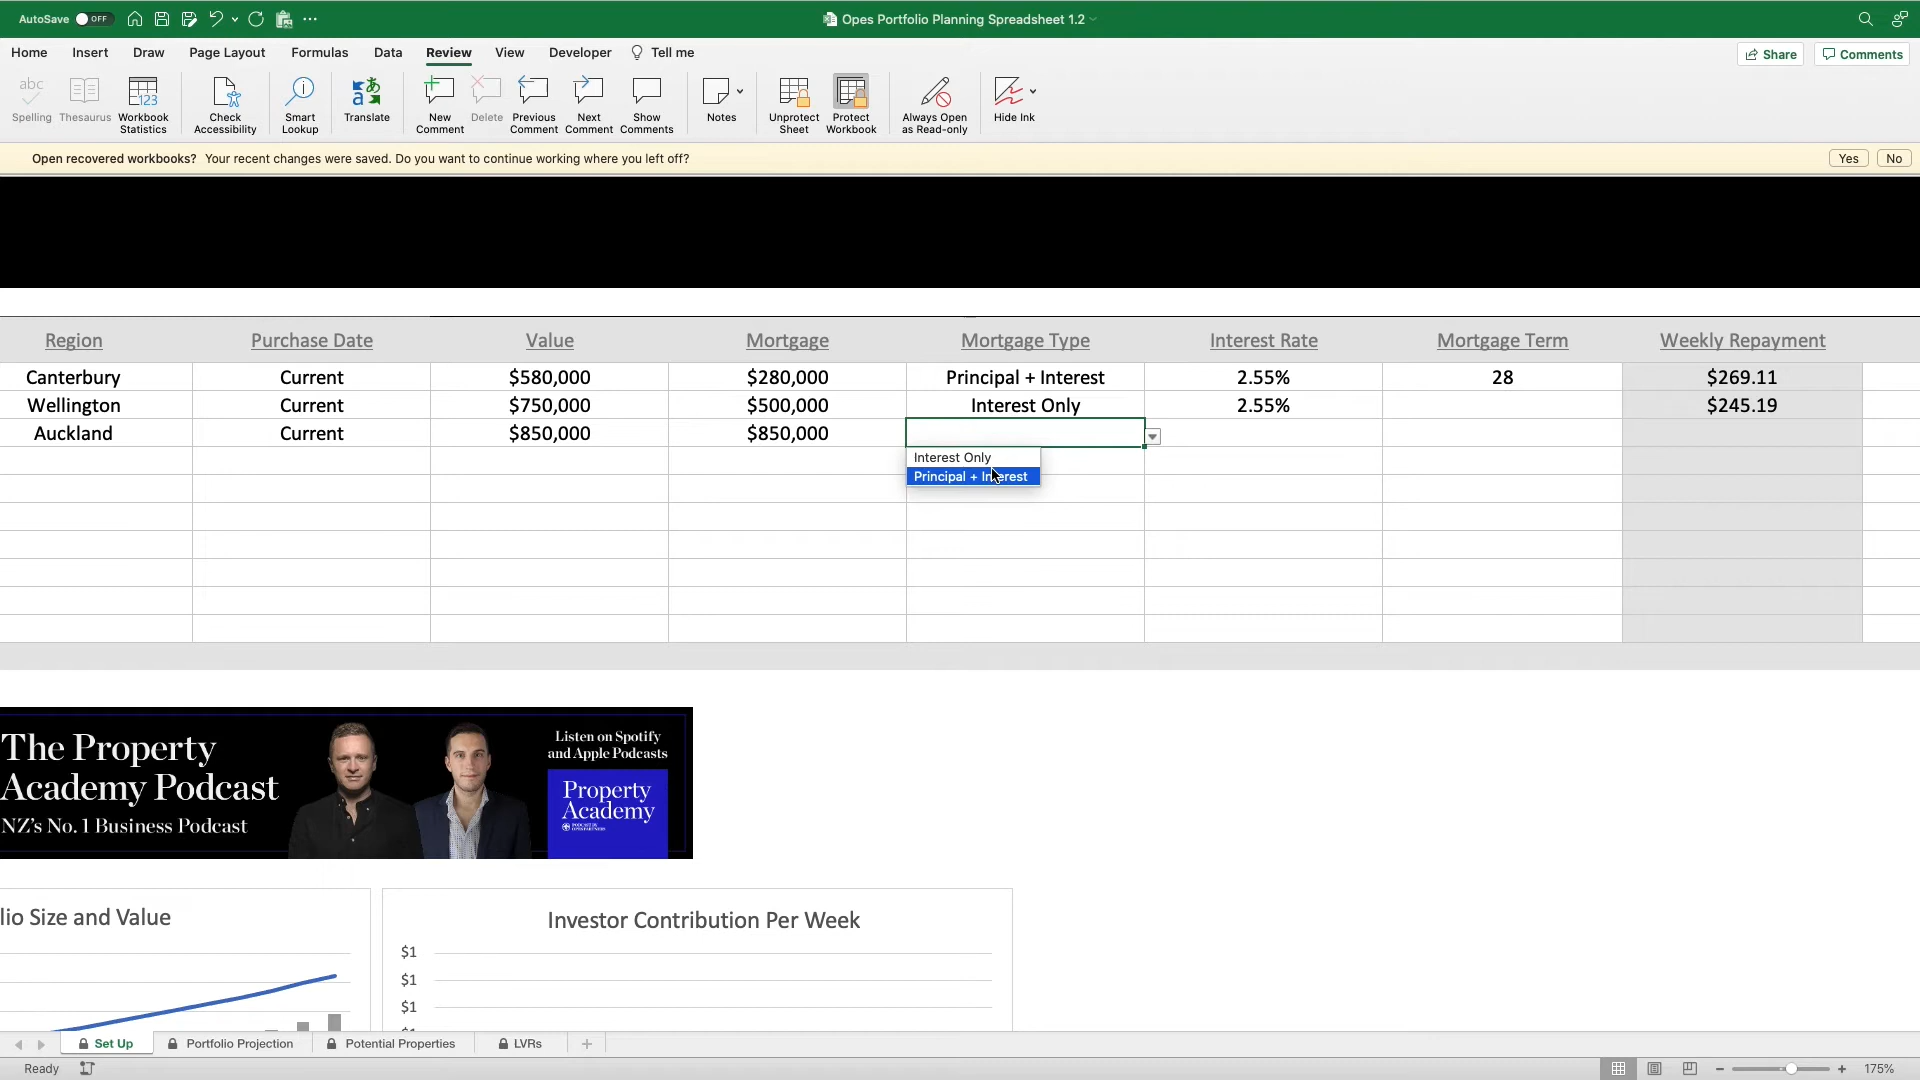 AutoSave OFF
Opes Portfolio Planning Spreadsheet 1.2
Home Insert Draw Page Layout Formulas Data Review View Developer Tell me
Share Comments
abc
Spelling Thesaurus Workbook Statistics Check Accessibility Smart Lookup Translate New Comment Delete Previous Comment Next Comment Show Comments Notes Unprotect Sheet Protect Workbook Always Open as Read-only Hide Ink
Open recovered workbooks? Your recent changes were saved. Do you want to continue working where you left off? Yes No
Region Purchase Date Value Mortgage Mortgage Type Interest Rate Mortgage Term Weekly Repayment
Canterbury Current $580,000 $280,000 Principal + Interest 2.55% 28 $269.11
Wellington Current $750,000 $500,000 Interest Only 2.55% $245.19
Auckland Current $850,000 $850,000
Interest Only
Principal + Interest
The Property
Academy Podcast
NZ's No. 1 Business Podcast
Listen on Spotify
and Apple Podcasts
Property
Academy
lio Size and Value
Investor Contribution Per Week
$1
$1
$1
Set Up Portfolio Projection Potential Properties LVRs
Ready
175%